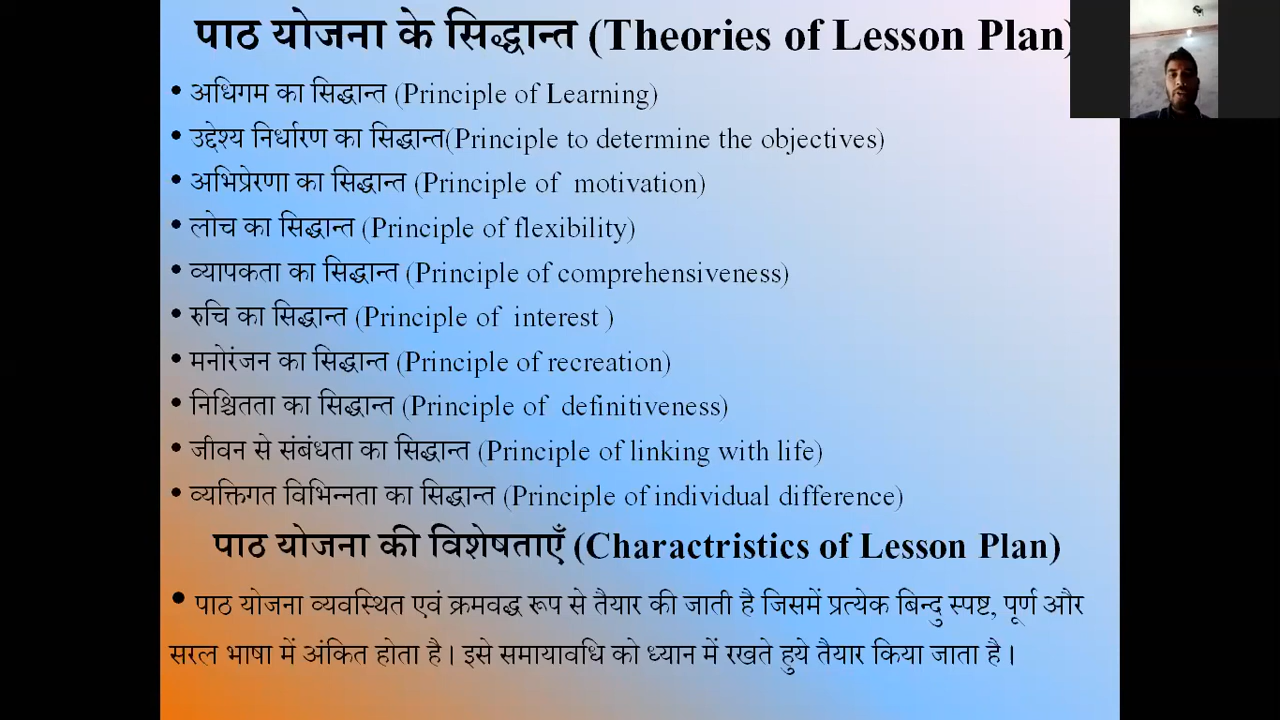 पाठ योजना के सिद्धान्त (Theories of Lesson Plan)
• अधिगम का सिद्धान्त (Principle of Learning)
• उद्देश्य निर्धारण का सिद्धान्त(Principle to determine the objectives)
• अभिप्रेरणा का सिद्धान्त (Principle of motivation)
• लोच का सिद्धान्त (Principle of flexibility)
• व्यापकता का सिद्धान्त (Principle of comprehensiveness)
• रुचि का सिद्धान्त (Principle of interest )
• मनोरंजन का सिद्धान्त (Principle of recreation)
• निश्चितता का सिद्धान्त (Principle of definitiveness)
• जीवन से संबंधता का सिद्धान्त (Principle of linking with life)
• व्यक्तिगत विभिन्नता का सिद्धान्त (Principle of individual difference)
पाठ योजना की विशेषताएँ (Charactristics of Lesson Plan)
• पाठ योजना व्यवस्थित एवं क्रमवद्ध रूप से तैयार की जाती है जिसमें प्रत्येक बिन्दु स्पष्ट, पूर्ण और
सरल भाषा में अंकित होता है। इसे समायावधि को ध्यान में रखते हुये तैयार किया जाता है।